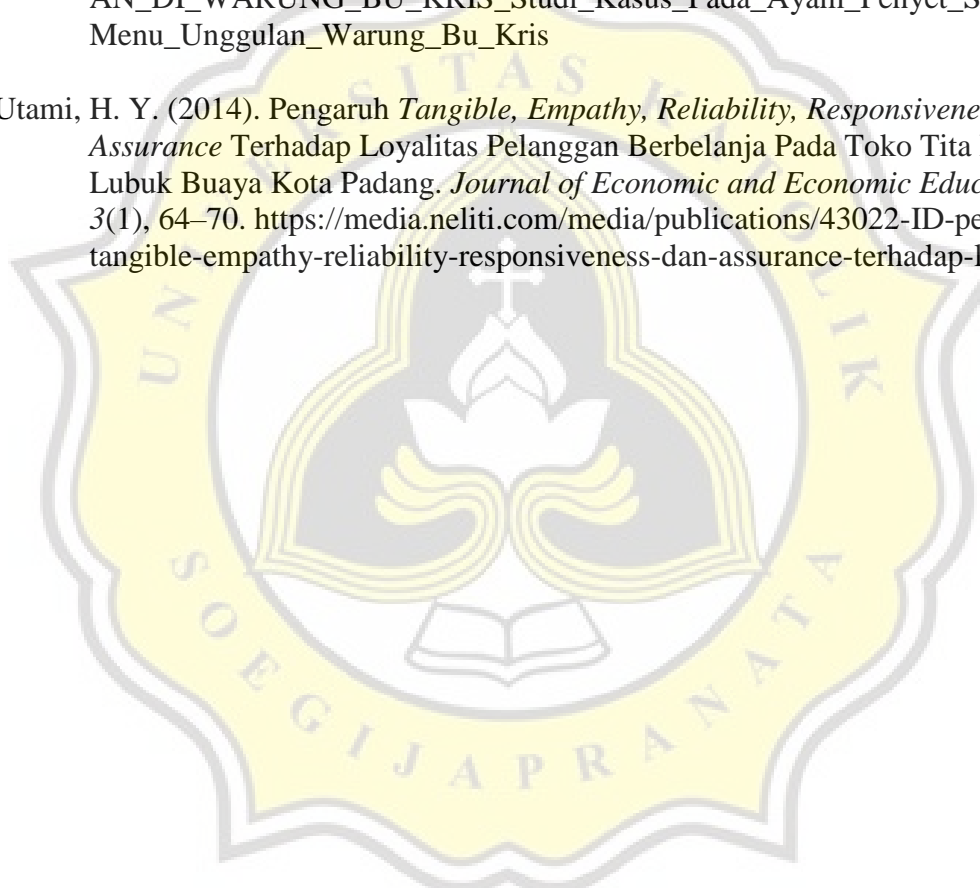 AN_DI_WARUNG_BU_KRIS_Studi_Kasus_Pada_Ayam_Penyet_S
Menu_Unggulan_Warung_Bu_Kris
Utami, H. Y. (2014). Pengaruh Tangible, Empathy, Reliability, Responsivene
Assurance Terhadap Loyalitas Pelanggan Berbelanja Pada Toko Tita
Lubuk Buaya Kota Padang. Journal of Economic and Economic Educ
3(1), 64–70. https://media.neliti.com/media/publications/43022-ID-pe
tangible-empathy-reliability-responsiveness-dan-assurance-terhadap-l
UNIVERSITAS KATOLIK
SOEGIJAPRANATA